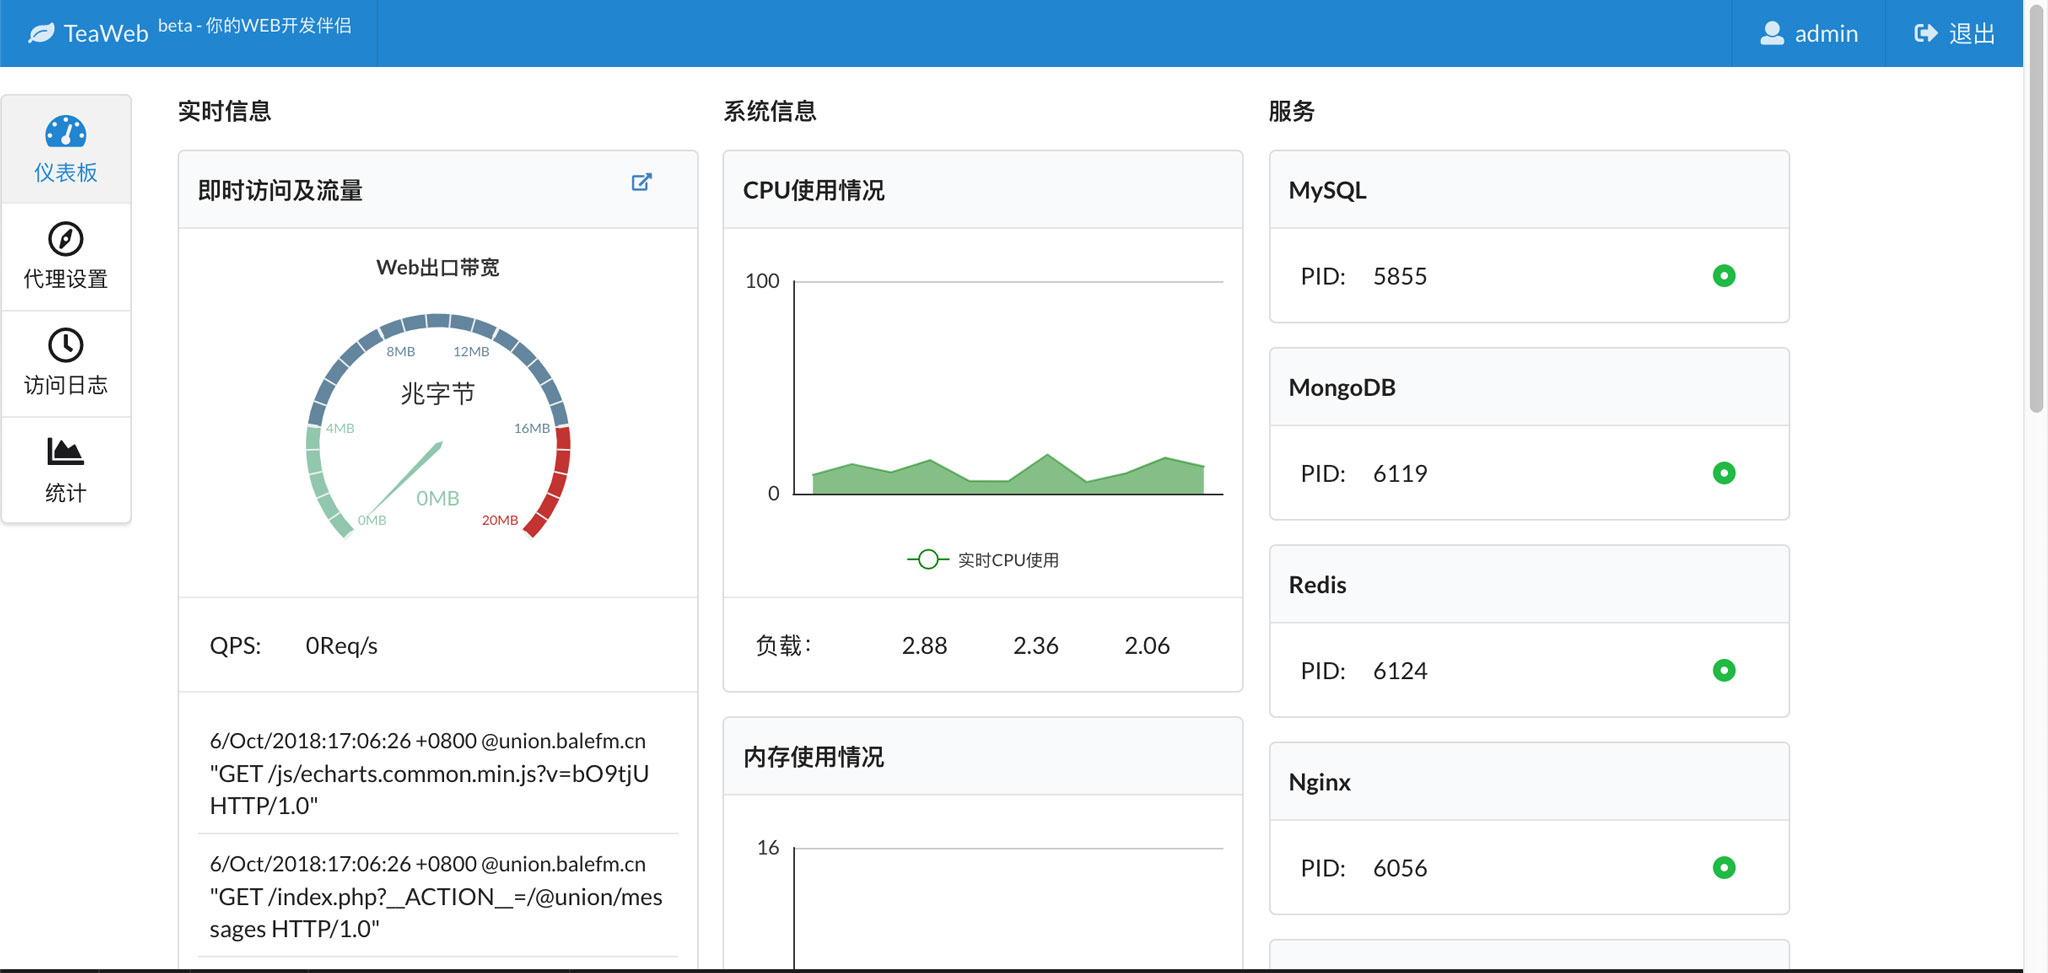 TeaWeb beta - 你的WEB开发伴侣
admin
退出
仪表板
代理设置
访问日志
统计
实时信息
即时访问及流量
Web出口带宽
8MB
12MB
兆字节
4MB
16MB
0MB
0MB
20MB
QPS: 0Req/s
6/Oct/2018:17:06:26 +0800 @union.balefm.cn
"GET /js/echarts.common.min.js?v=bO9tjU
HTTP/1.0"
6/Oct/2018:17:06:26 +0800 @union.balefm.cn
"GET /index.php?__ACTION__=/@union/mes
sages HTTP/1.0"
系统信息
CPU使用情况
100
0
实时CPU使用
负载： 2.88 2.36 2.06
内存使用情况
16
服务
MySQL
PID: 5855
MongoDB
PID: 6119
Redis
PID: 6124
Nginx
PID: 6056